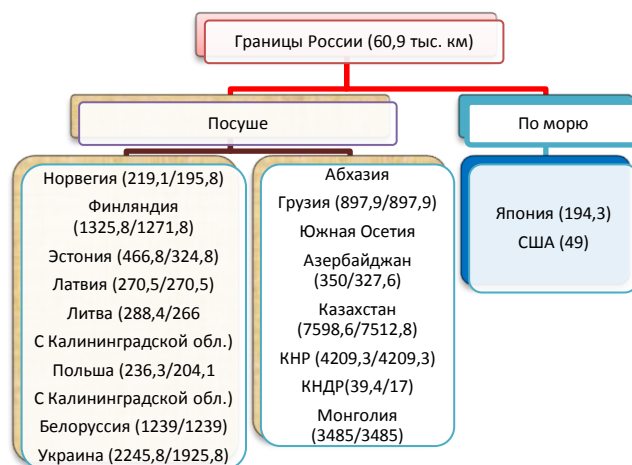 Границы России (60,9 тыс. км)
Посуше
По морю
Норвегия (219,1/195,8)
Финляндия
(1325,8/1271,8)
Эстония (466,8/324,8)
Латвия (270,5/270,5)
Литва (288,4/266
С Калининградской обл.)
Польша (236,3/204,1
С Калининградской обл.)
Белоруссия (1239/1239)
Украина (2245,8/1925,8)
Абхазия
Грузия (897,9/897,9)
Южная Осетия
Азербайджан
(350/327,6)
Казахстан
(7598,6/7512,8)
КНР (4209,3/4209,3)
КНДР(39,4/17)
Монголия
(3485/3485)
Япония (194,3)
США (49)